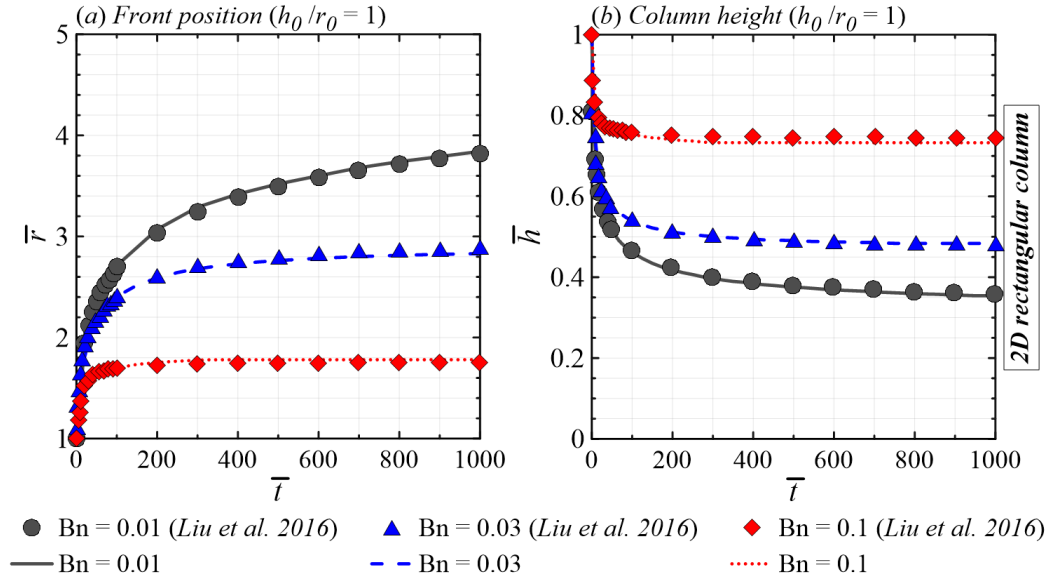 (a) Front position (h0 /r0 = 1)
5
4
3
2
1
r̅
0 200 400 600 800 1000
t̅
(b) Column height (h0 /r0 = 1)
1
0.8
0.6
0.4
0.2
0
h̅
0 200 400 600 800 1000
t̅
2D rectangular column
Bn = 0.01 (Liu et al. 2016)
Bn = 0.03 (Liu et al. 2016)
Bn = 0.1 (Liu et al. 2016)
Bn = 0.01
Bn = 0.03
Bn = 0.1